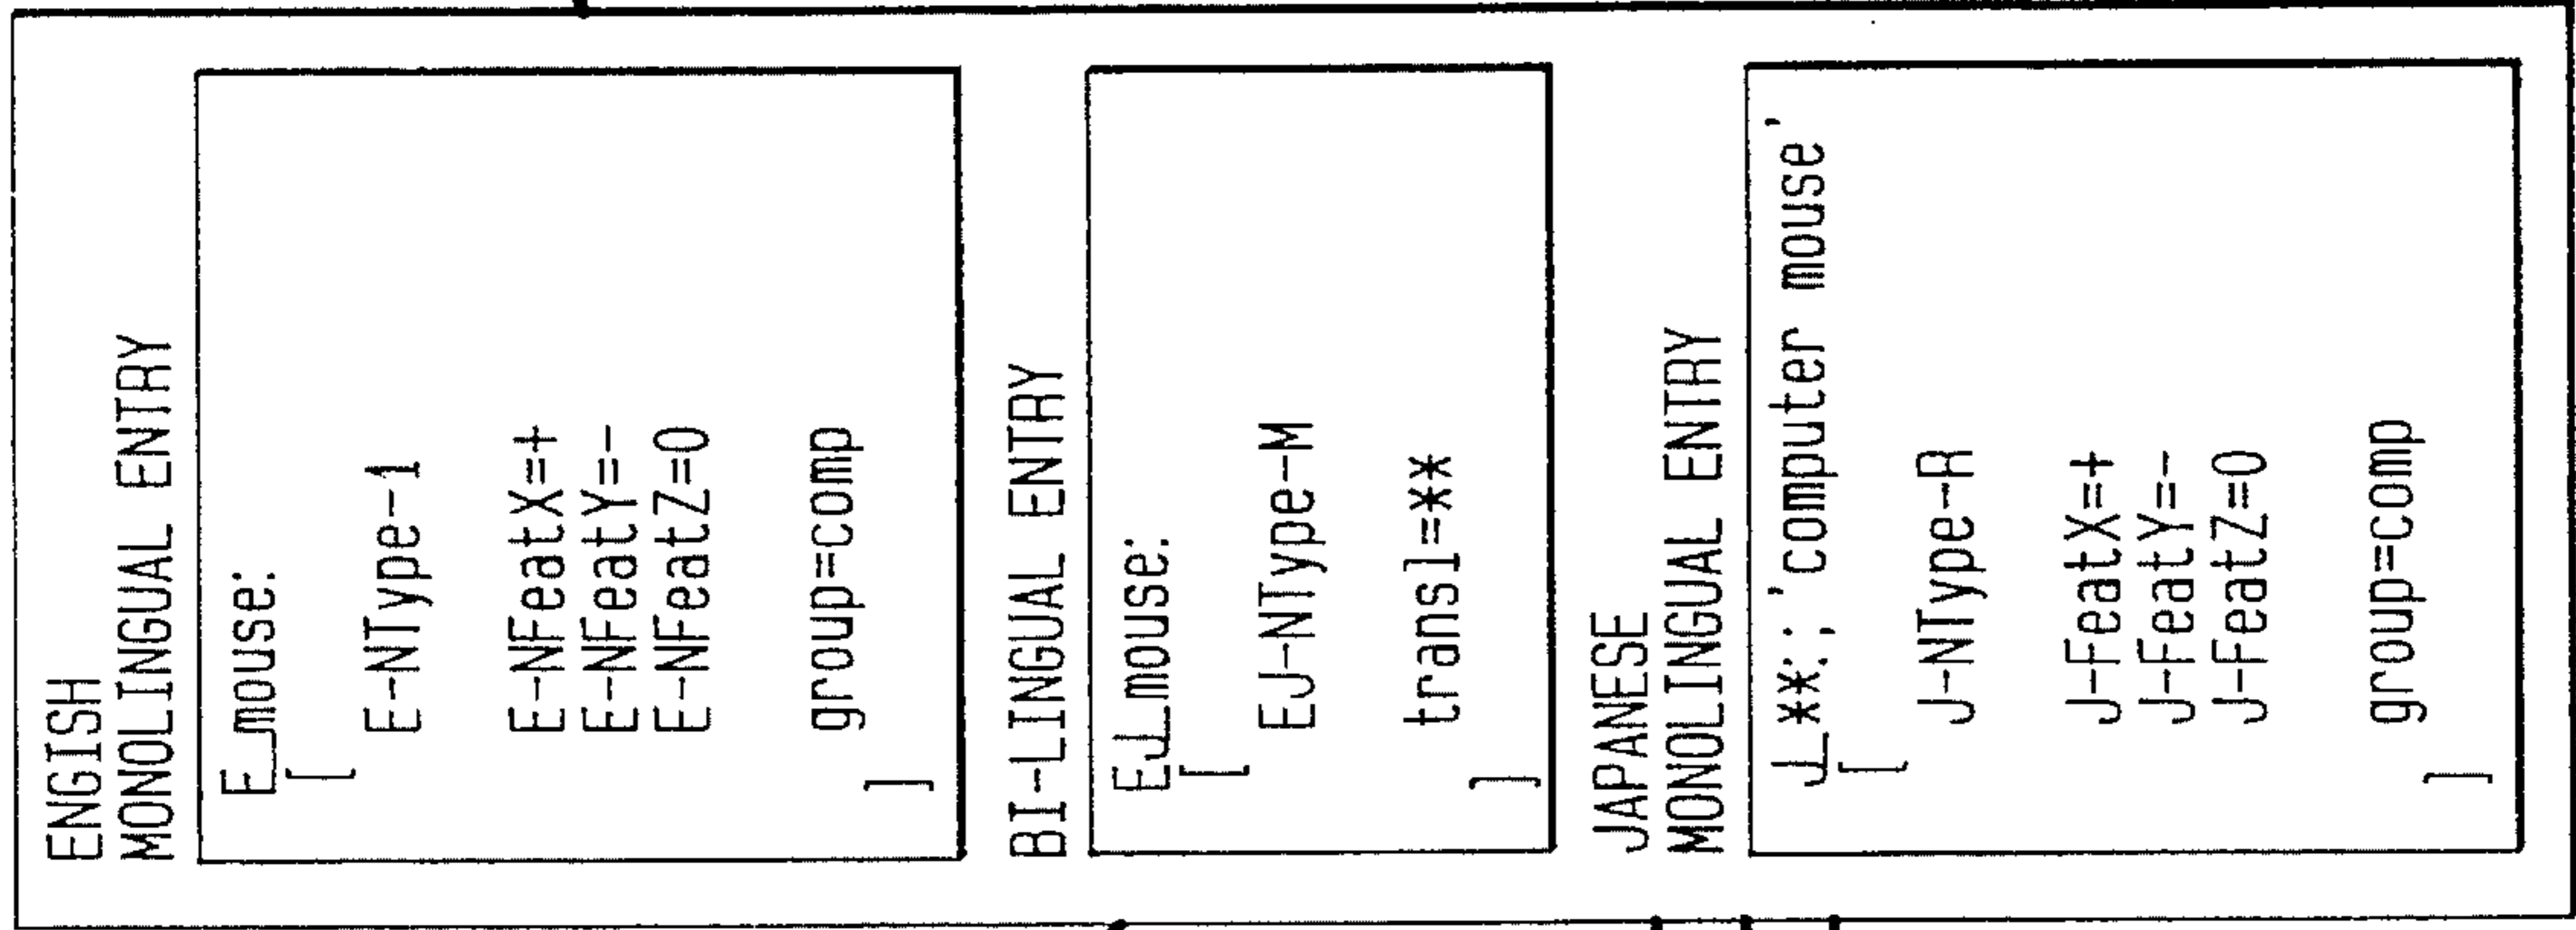 ENGISH
MONOLINGUAL ENTRY
E_mouse:
[
E-NType-1
E-NFeatX=+
E-NFeatY=-
E-NFeatZ=0
group=comp
]
BI-LINGUAL ENTRY
EJ_mouse:
[
EJ-NType-M
transl=**
]
JAPANESE
MONOLINGUAL ENTRY
J_**:;'computer mouse'
[
J-NType-R
J-FeatX=+
J-FeatY=-
J-FeatZ=0
group=comp
]